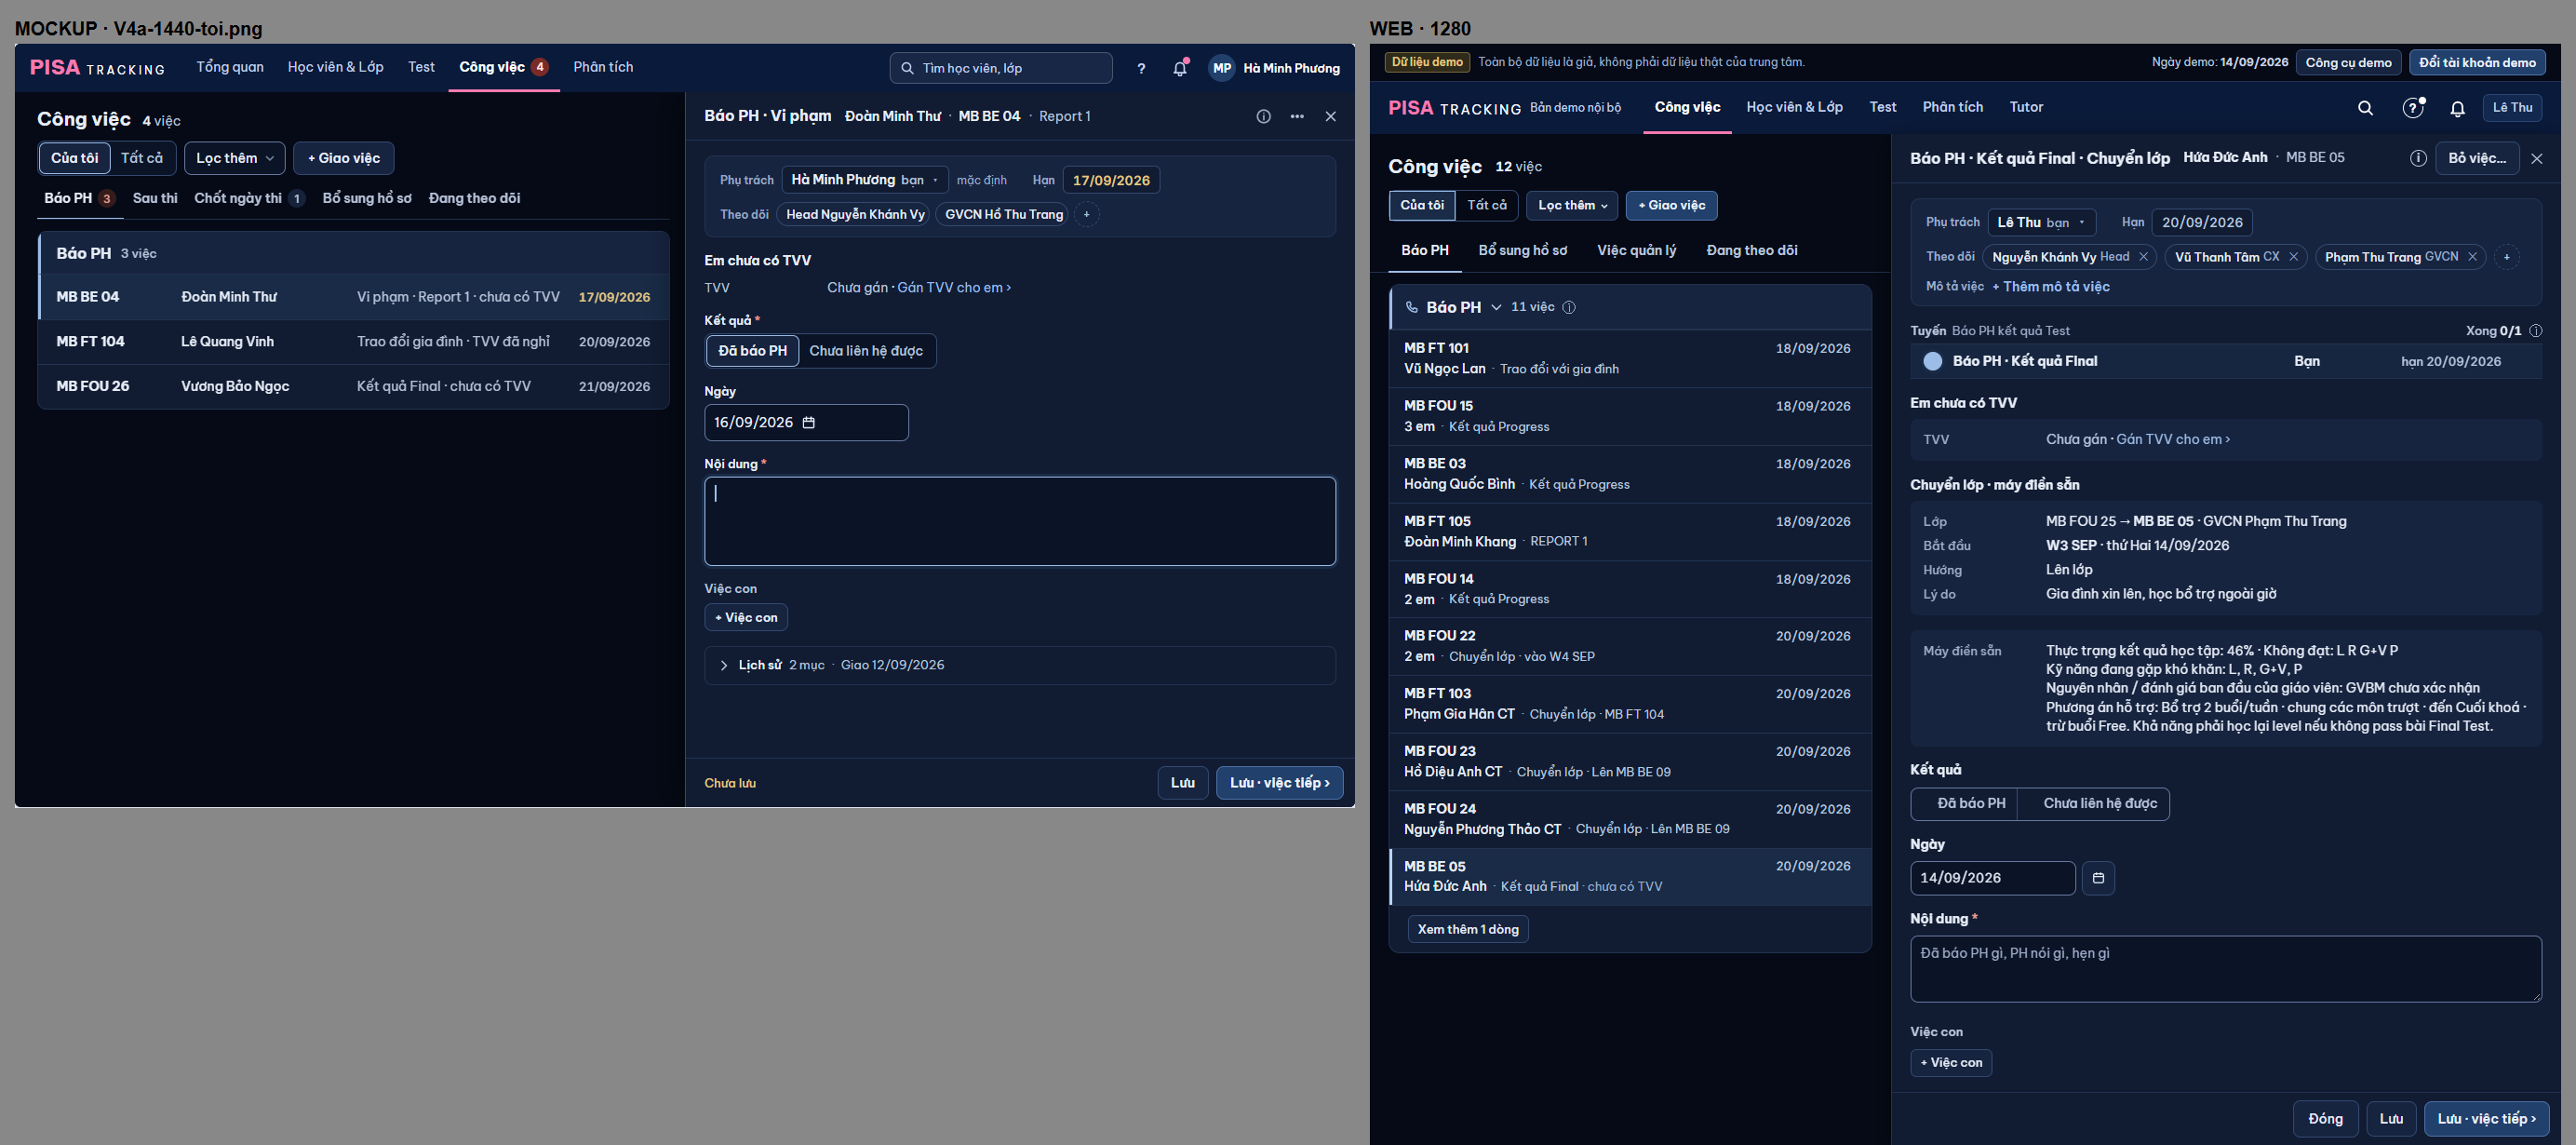 MOCKUP · V4a-1440-toi.png
PISA TRACKING Tổng quan Học viên & Lớp Test Công việc 4 Phân tích Tìm học viên, lớp ? MP Hà Minh Phương
Công việc 4 việc
Của tôi Tất cả Lọc thêm + Giao việc
Báo PH 3 Sau thi Chốt ngày thi 1 Bổ sung hồ sơ Đang theo dõi
Báo PH 3 việc
MB BE 04 Đoàn Minh Thư Vi phạm · Report 1 · chưa có TVV 17/09/2026
MB FT 104 Lê Quang Vinh Trao đổi gia đình · TVV đã nghỉ 20/09/2026
MB FOU 26 Vương Bảo Ngọc Kết quả Final · chưa có TVV 21/09/2026
Báo PH · Vi phạm Đoàn Minh Thư · MB BE 04 · Report 1
Phụ trách Hà Minh Phương bạn mặc định Hạn 17/09/2026
Theo dõi Head Nguyễn Khánh Vy GVCN Hồ Thu Trang +
Em chưa có TVV
TVV Chưa gán · Gán TVV cho em ›
Kết quả *
Đã báo PH Chưa liên hệ được
Ngày
16/09/2026
Nội dung *
Việc con
+ Việc con
Lịch sử 2 mục · Giao 12/09/2026
Chưa lưu Lưu Lưu · việc tiếp ›
WEB · 1280
Dữ liệu demo Toàn bộ dữ liệu là giả, không phải dữ liệu thật của trung tâm. Ngày demo: 14/09/2026 Công cụ demo Đổi tài khoản demo
PISA TRACKING Bản demo nội bộ Công việc Học viên & Lớp Test Phân tích Tutor ? Lê Thu
Công việc 12 việc
Của tôi Tất cả Lọc thêm + Giao việc
Báo PH Bổ sung hồ sơ Việc quản lý Đang theo dõi
Báo PH 11 việc
MB FT 101 18/09/2026
Vũ Ngọc Lan · Trao đổi với gia đình
MB FOU 15 18/09/2026
3 em · Kết quả Progress
MB BE 03 18/09/2026
Hoàng Quốc Bình · Kết quả Progress
MB FT 105 18/09/2026
Đoàn Minh Khang · REPORT 1
MB FOU 14 18/09/2026
2 em · Kết quả Progress
MB FOU 22 20/09/2026
2 em · Chuyển lớp · vào W4 SEP
MB FT 103 20/09/2026
Phạm Gia Hân CT · Chuyển lớp · MB FT 104
MB FOU 23 20/09/2026
Hồ Diệu Anh CT · Chuyển lớp · Lên MB BE 09
MB FOU 24 20/09/2026
Nguyễn Phương Thảo CT · Chuyển lớp · Lên MB BE 09
MB BE 05 20/09/2026
Hứa Đức Anh · Kết quả Final · chưa có TVV
Xem thêm 1 dòng
Báo PH · Kết quả Final · Chuyển lớp Hứa Đức Anh · MB BE 05 Bỏ việc...
Phụ trách Lê Thu bạn Hạn 20/09/2026
Theo dõi Nguyễn Khánh Vy Head Vũ Thanh Tâm CX Phạm Thu Trang GVCN +
Mô tả việc + Thêm mô tả việc
Tuyến Báo PH kết quả Test Xong 0/1
Báo PH · Kết quả Final Bạn hạn 20/09/2026
Em chưa có TVV
TVV Chưa gán · Gán TVV cho em ›
Chuyển lớp · máy điền sẵn
Lớp MB FOU 25 → MB BE 05 · GVCN Phạm Thu Trang
Bắt đầu W3 SEP · thứ Hai 14/09/2026
Hướng Lên lớp
Lý do Gia đình xin lên, học bổ trợ ngoài giờ
Máy điền sẵn Thực trạng kết quả học tập: 46% · Không đạt: L R G+V P
Kỹ năng đang gặp khó khăn: L, R, G+V, P
Nguyên nhân / đánh giá ban đầu của giáo viên: GVBM chưa xác nhận
Phương án hỗ trợ: Bổ trợ 2 buổi/tuần · chung các môn trượt · đến Cuối khoá ·
trừ buổi Free. Khả năng phải học lại level nếu không pass bài Final Test.
Kết quả
Đã báo PH Chưa liên hệ được
Ngày
14/09/2026
Nội dung *
Đã báo PH gì, PH nói gì, hẹn gì
Việc con
+ Việc con
Đóng Lưu Lưu · việc tiếp ›